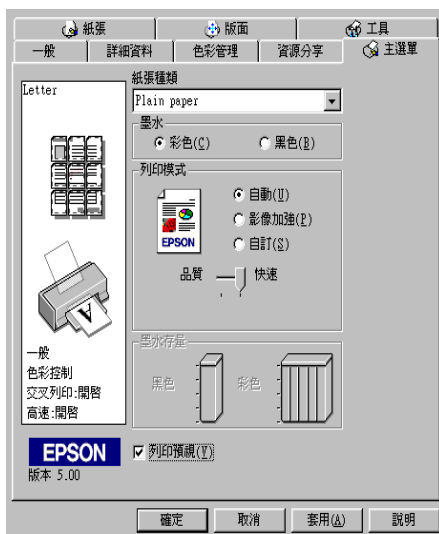 紙張 版面 工具
一般 詳細資料 色彩管理 資源分享 主選單
Letter
紙張種類
Plain paper
墨水
彩色(C) 黑色(B)
列印模式
自動(U)
影像加強(P)
自訂(S)
EPSON
品質 快速
A
一般
色彩控制
交叉列印:開啓
高速:開啓
墨水存量
黑色 彩色
EPSON
列印預視(V)
版本 5.00
確定 取消 套用(A) 說明